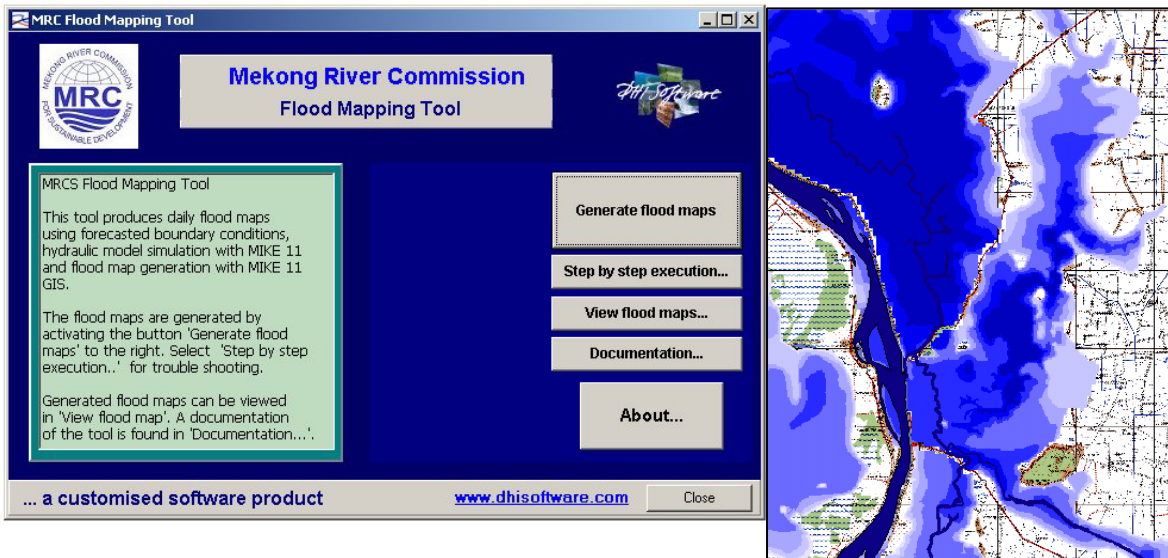 MRC Flood Mapping Tool
MEKONG RIVER COMMISSION
MRC
FOR SUSTAINABLE DEVELOPMENT
Mekong River Commission
Flood Mapping Tool
DHI Software
MRCS Flood Mapping Tool
This tool produces daily flood maps
using forecasted boundary conditions,
hydraulic model simulation with MIKE 11
and flood map generation with MIKE 11
GIS.
The flood maps are generated by
activating the button 'Generate flood
maps' to the right. Select 'Step by step
execution..' for trouble shooting.
Generated flood maps can be viewed
in 'View flood map'. A documentation
of the tool is found in 'Documentation...'.
Generate flood maps
Step by step execution...
View flood maps...
Documentation...
About...
... a customised software product
www.dhisoftware.com
Close